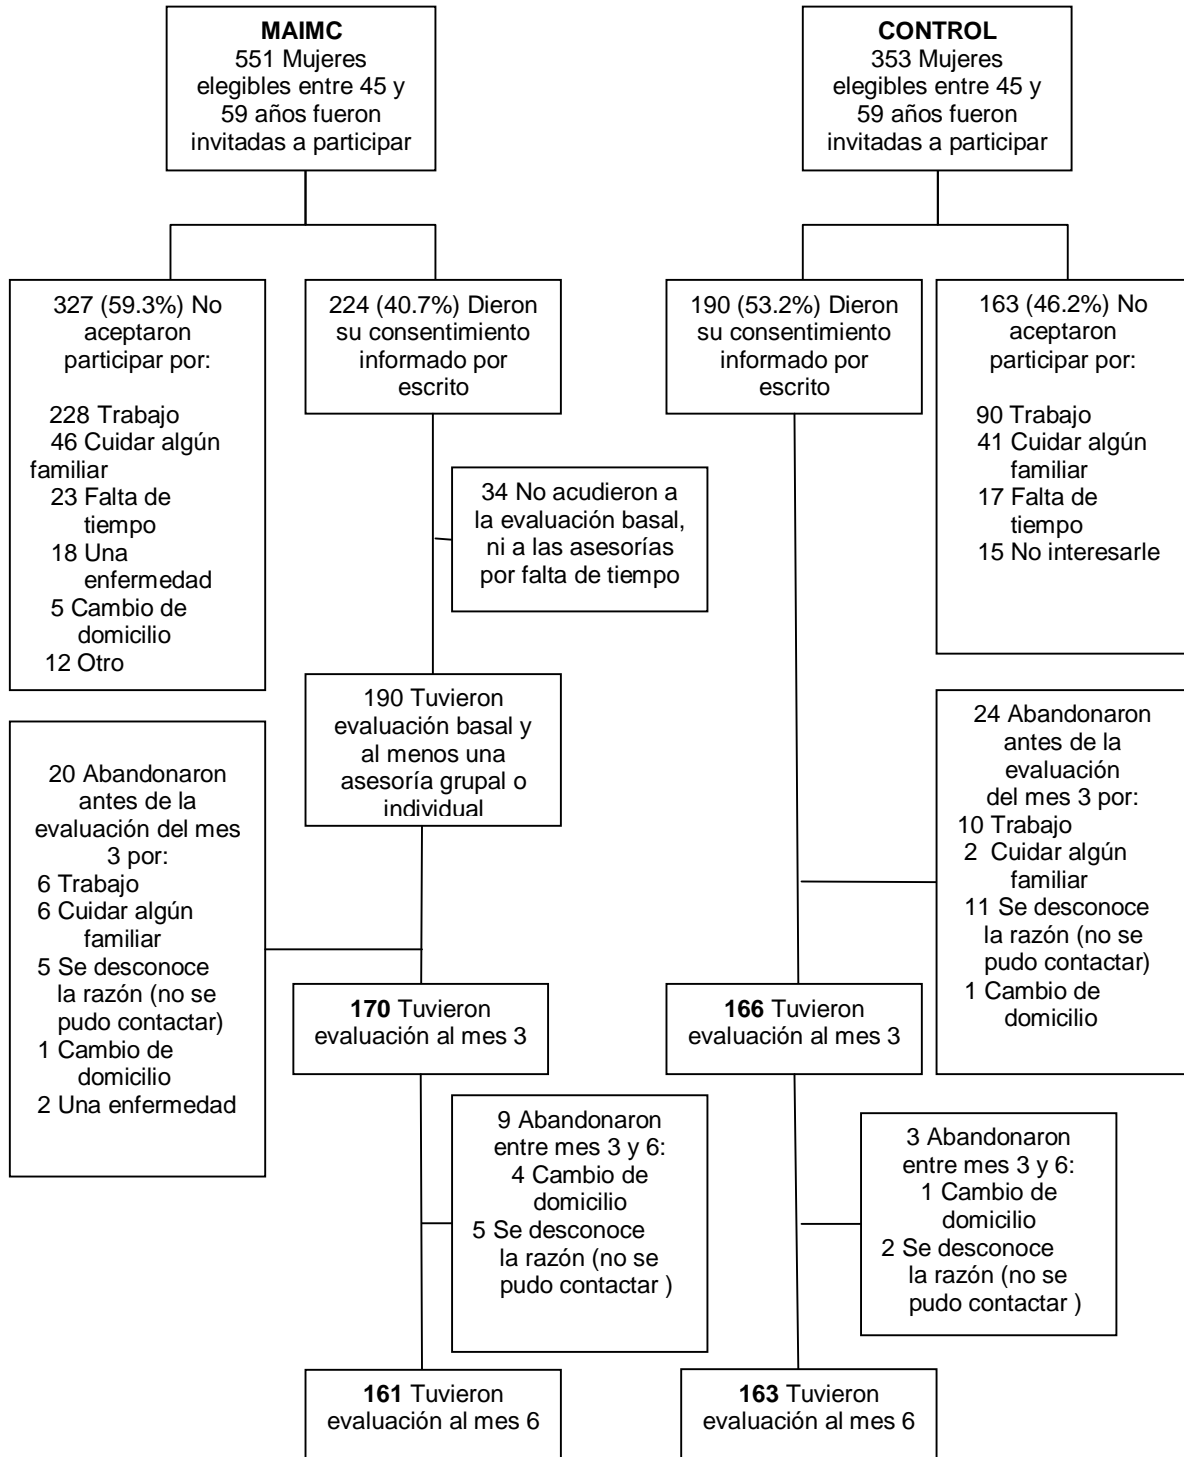 MAIMC
551 Mujeres
elegibles entre 45 y
59 años fueron
invitadas a participar
CONTROL
353 Mujeres
elegibles entre 45 y
59 años fueron
invitadas a participar
327 (59.3%) No
aceptaron
participar por:
228 Trabajo
46 Cuidar algún
familiar
23 Falta de
tiempo
18 Una
enfermedad
5 Cambio de
domicilio
12 Otro
224 (40.7%) Dieron
su consentimiento
informado por
escrito
190 (53.2%) Dieron
su consentimiento
informado por
escrito
163 (46.2%) No
aceptaron
participar por:
90 Trabajo
41 Cuidar algún
familiar
17 Falta de
tiempo
15 No interesarle
34 No acudieron a
la evaluación basal,
ni a las asesorías
por falta de tiempo
190 Tuvieron
evaluación basal y
al menos una
asesoría grupal o
individual
20 Abandonaron
antes de la
evaluación del mes
3 por:
6 Trabajo
6 Cuidar algún
familiar
5 Se desconoce
la razón (no se
pudo contactar)
1 Cambio de
domicilio
2 Una enfermedad
24 Abandonaron
antes de la
evaluación
del mes 3 por:
10 Trabajo
2 Cuidar algún
familiar
11 Se desconoce
la razón (no se
pudo contactar)
1 Cambio de
domicilio
170 Tuvieron
evaluación al mes 3
166 Tuvieron
evaluación al mes 3
9 Abandonaron
entre mes 3 y 6:
4 Cambio de
domicilio
5 Se desconoce
la razón (no se
pudo contactar )
3 Abandonaron
entre mes 3 y 6:
1 Cambio de
domicilio
2 Se desconoce
la razón (no se
pudo contactar )
161 Tuvieron
evaluación al mes 6
163 Tuvieron
evaluación al mes 6